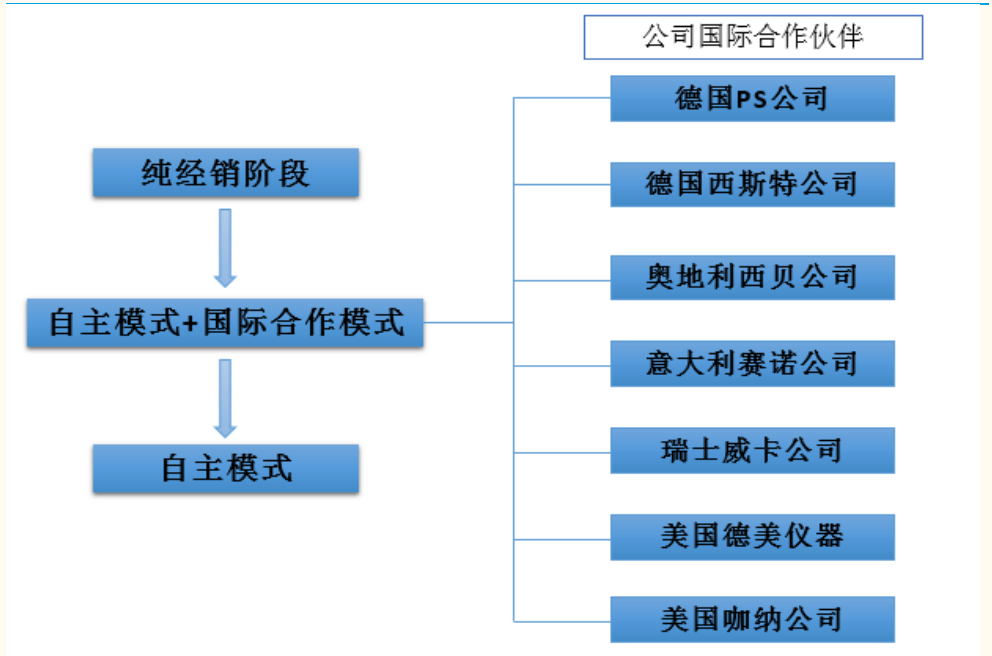 公司国际合作伙伴
纯经销阶段
自主模式+国际合作模式
自主模式
德国PS公司
德国西斯特公司
奥地利西贝公司
意大利赛诺公司
瑞士威卡公司
美国德美仪器
美国咖纳公司